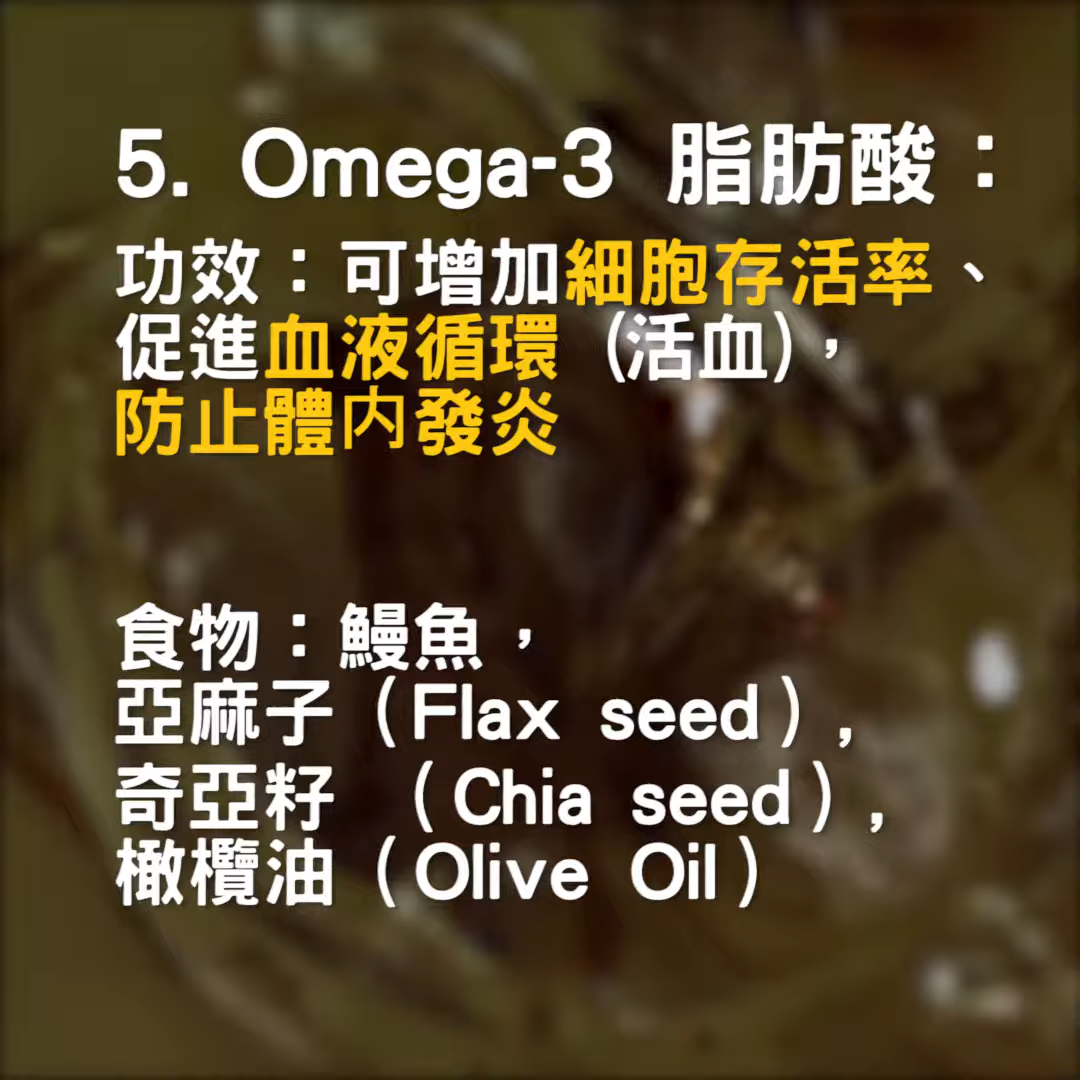 5. Omega-3 脂肪酸：
功效：可增加細胞存活率、
促進血液循環 (活血)，
防止體内發炎
食物：鰻魚，
亞麻子（Flax seed）,
奇亞籽 （Chia seed）,
橄欖油（Olive Oil）